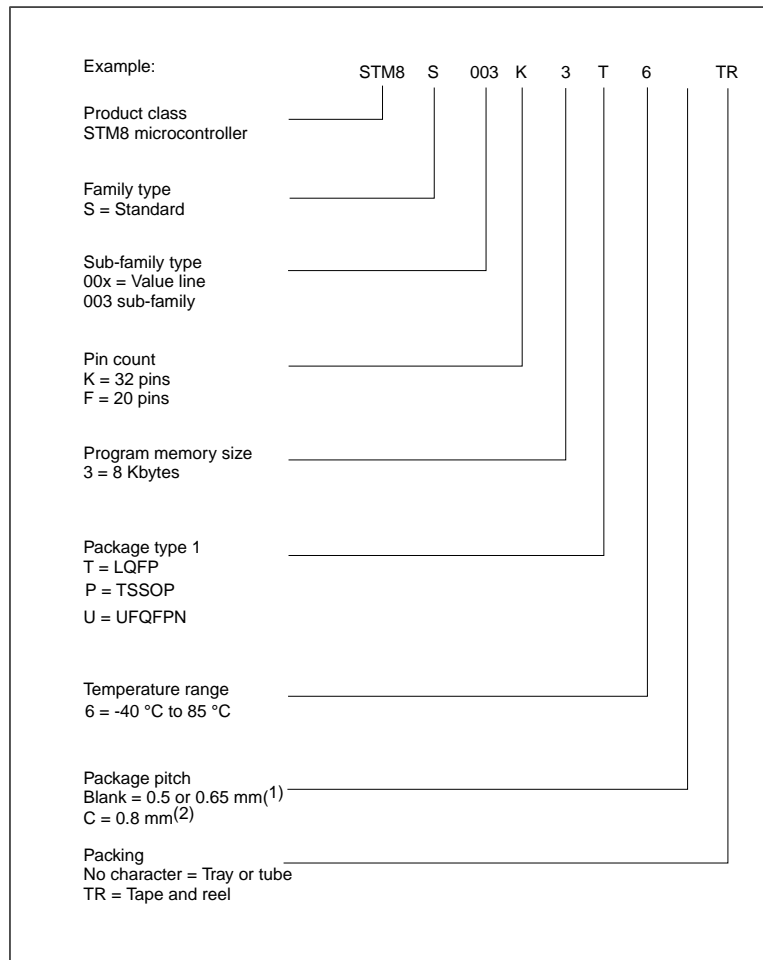 Example: STM8 S 003 K 3 T 6 TR
Product class
STM8 microcontroller
Family type
S = Standard
Sub-family type
00x = Value line
003 sub-family
Pin count
K = 32 pins
F = 20 pins
Program memory size
3 = 8 Kbytes
Package type 1
T = LQFP
P = TSSOP
U = UFQFPN
Temperature range
6 = -40 °C to 85 °C
Package pitch
Blank = 0.5 or 0.65 mm(1)
C = 0.8 mm(2)
Packing
No character = Tray or tube
TR = Tape and reel